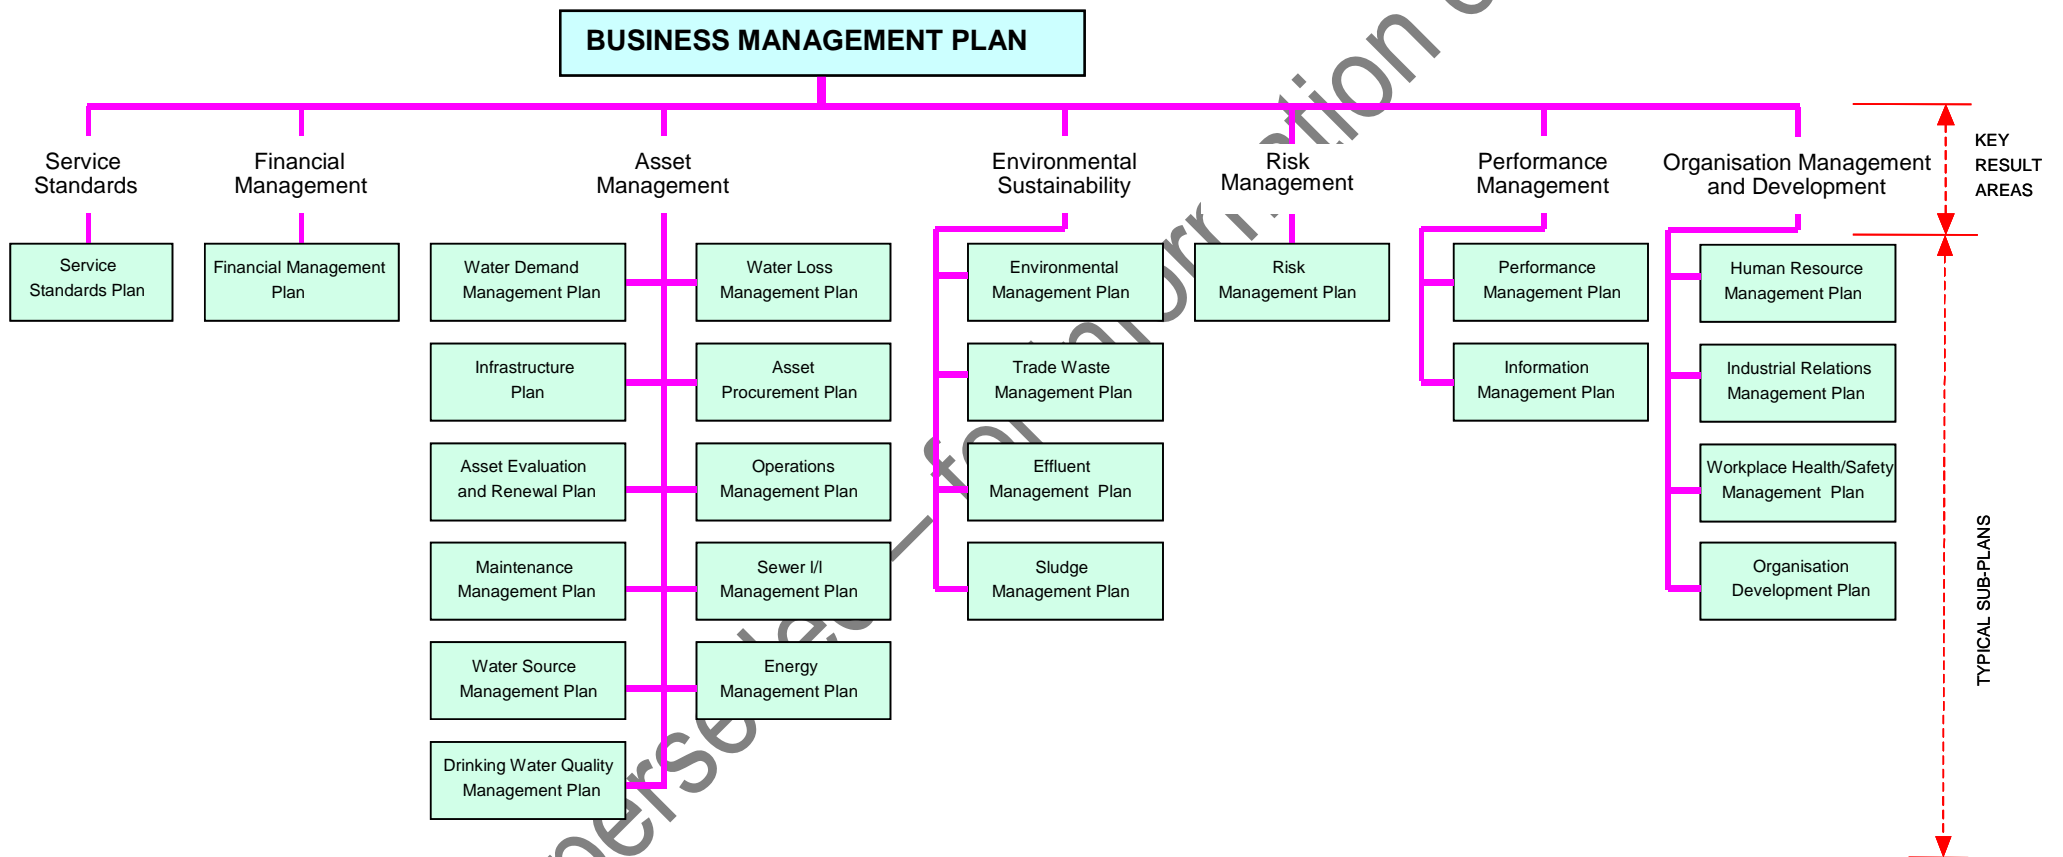 BUSINESS MANAGEMENT PLAN
Service
Standards
Financial
Management
Asset
Management
Environmental
Sustainability
Risk
Management
Performance
Management
Organisation Management
and Development
KEY
RESULT
AREAS
Service
Standards Plan
Financial Management
Plan
Water Demand
Management Plan
Water Loss
Management Plan
Environmental
Management Plan
Risk
Management Plan
Performance
Management Plan
Human Resource
Management Plan
Infrastructure
Plan
Asset
Procurement Plan
Trade Waste
Management Plan
Information
Management Plan
Industrial Relations
Management Plan
Asset Evaluation
and Renewal Plan
Operations
Management Plan
Effluent
Management Plan
Workplace Health/Safety
Management Plan
Maintenance
Management Plan
Sewer I/I
Management Plan
Sludge
Management Plan
Organisation
Development Plan
Water Source
Management Plan
Energy
Management Plan
Drinking Water Quality
Management Plan
TYPICAL SUB-PLANS